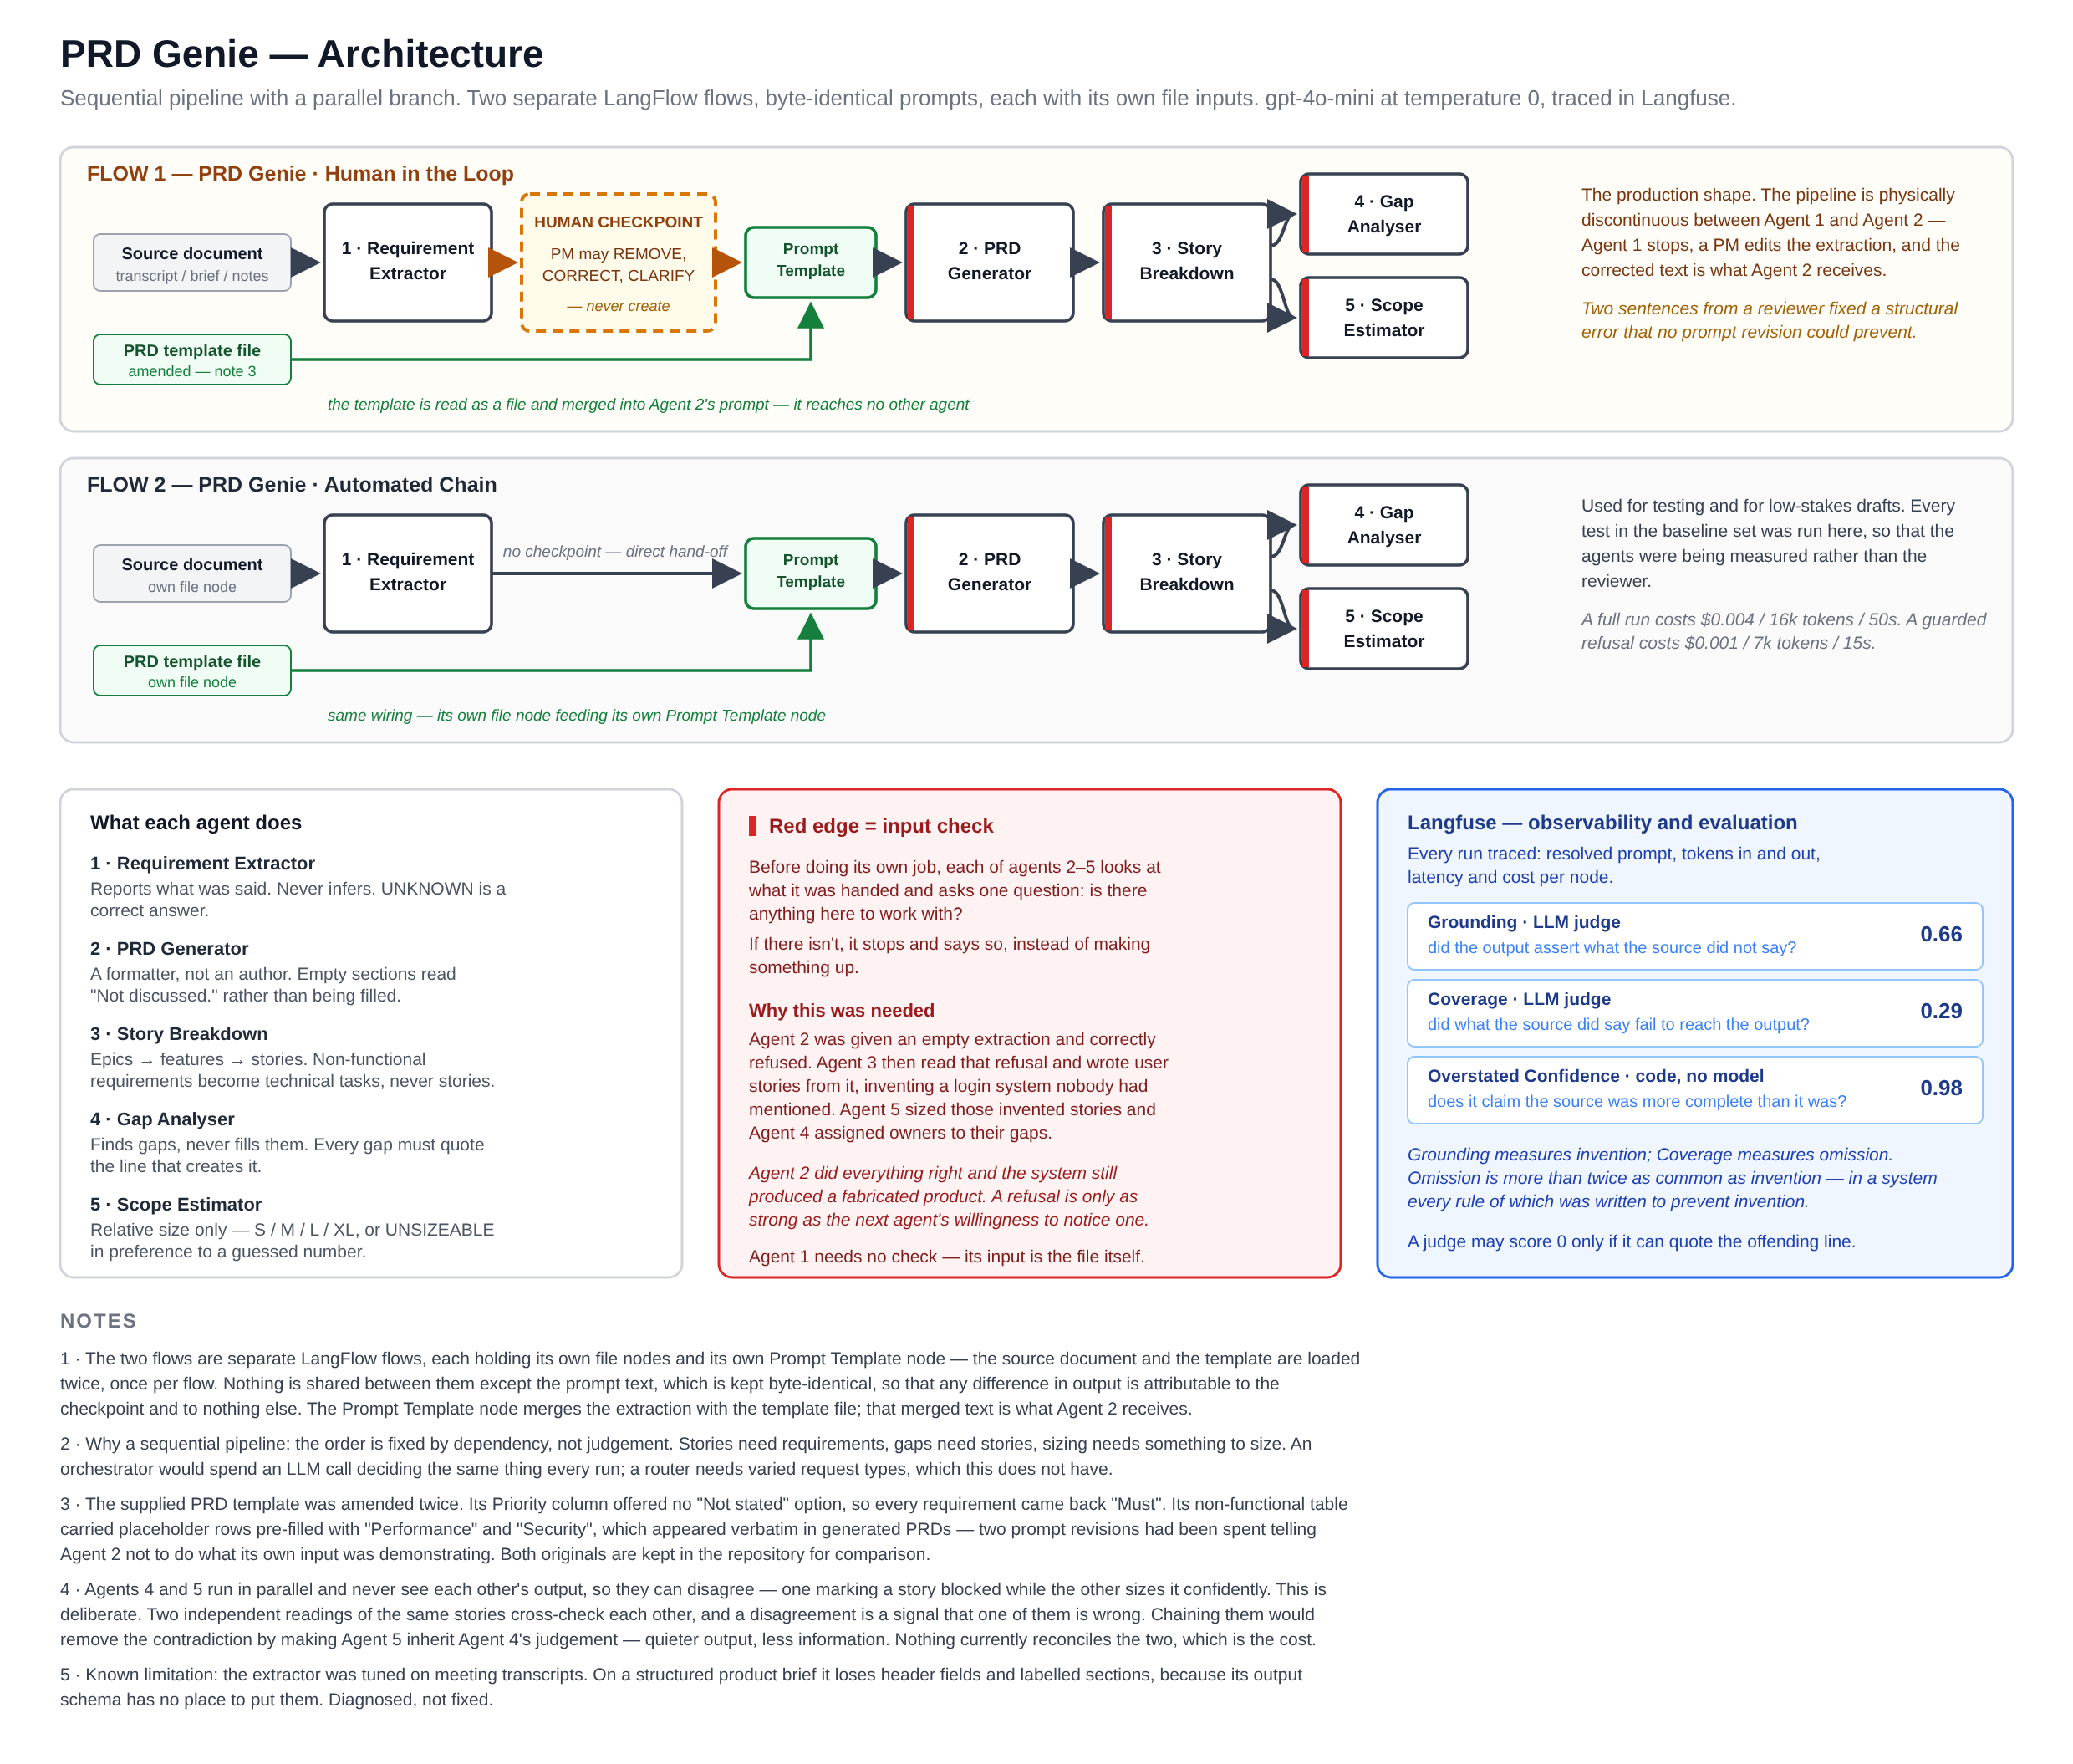 PRD Genie — Architecture
Sequential pipeline with a parallel branch. Two separate LangFlow flows, byte-identical prompts, each with its own file inputs. gpt-4o-mini at temperature 0, traced in Langfuse.
FLOW 1 — PRD Genie · Human in the Loop
Source document
transcript / brief / notes
1 · Requirement
Extractor
HUMAN CHECKPOINT
PM may REMOVE,
CORRECT, CLARIFY
— never create
Prompt
Template
2 · PRD
Generator
3 · Story
Breakdown
4 · Gap
Analyser
5 · Scope
Estimator
PRD template file
amended — note 3
the template is read as a file and merged into Agent 2's prompt — it reaches no other agent
The production shape. The pipeline is physically
discontinuous between Agent 1 and Agent 2 —
Agent 1 stops, a PM edits the extraction, and the
corrected text is what Agent 2 receives.
Two sentences from a reviewer fixed a structural
error that no prompt revision could prevent.
FLOW 2 — PRD Genie · Automated Chain
Source document
own file node
1 · Requirement
Extractor
no checkpoint — direct hand-off
Prompt
Template
2 · PRD
Generator
3 · Story
Breakdown
4 · Gap
Analyser
5 · Scope
Estimator
PRD template file
own file node
same wiring — its own file node feeding its own Prompt Template node
Used for testing and for low-stakes drafts. Every
test in the baseline set was run here, so that the
agents were being measured rather than the
reviewer.
A full run costs $0.004 / 16k tokens / 50s. A guarded
refusal costs $0.001 / 7k tokens / 15s.
What each agent does
1 · Requirement Extractor
Reports what was said. Never infers. UNKNOWN is a
correct answer.
2 · PRD Generator
A formatter, not an author. Empty sections read
"Not discussed." rather than being filled.
3 · Story Breakdown
Epics → features → stories. Non-functional
requirements become technical tasks, never stories.
4 · Gap Analyser
Finds gaps, never fills them. Every gap must quote
the line that creates it.
5 · Scope Estimator
Relative size only — S / M / L / XL, or UNSIZEABLE
in preference to a guessed number.
Red edge = input check
Before doing its own job, each of agents 2–5 looks at
what it was handed and asks one question: is there
anything here to work with?
If there isn't, it stops and says so, instead of making
something up.
Why this was needed
Agent 2 was given an empty extraction and correctly
refused. Agent 3 then read that refusal and wrote user
stories from it, inventing a login system nobody had
mentioned. Agent 5 sized those invented stories and
Agent 4 assigned owners to their gaps.
Agent 2 did everything right and the system still
produced a fabricated product. A refusal is only as
strong as the next agent's willingness to notice one.
Agent 1 needs no check — its input is the file itself.
Langfuse — observability and evaluation
Every run traced: resolved prompt, tokens in and out,
latency and cost per node.
Grounding · LLM judge
did the output assert what the source did not say?
0.66
Coverage · LLM judge
did what the source did say fail to reach the output?
0.29
Overstated Confidence · code, no model
does it claim the source was more complete than it was?
0.98
Grounding measures invention; Coverage measures omission.
Omission is more than twice as common as invention — in a system
every rule of which was written to prevent invention.
A judge may score 0 only if it can quote the offending line.
NOTES
1 · The two flows are separate LangFlow flows, each holding its own file nodes and its own Prompt Template node — the source document and the template are loaded
twice, once per flow. Nothing is shared between them except the prompt text, which is kept byte-identical, so that any difference in output is attributable to the
checkpoint and to nothing else. The Prompt Template node merges the extraction with the template file; that merged text is what Agent 2 receives.
2 · Why a sequential pipeline: the order is fixed by dependency, not judgement. Stories need requirements, gaps need stories, sizing needs something to size. An
orchestrator would spend an LLM call deciding the same thing every run; a router needs varied request types, which this does not have.
3 · The supplied PRD template was amended twice. Its Priority column offered no "Not stated" option, so every requirement came back "Must". Its non-functional table
carried placeholder rows pre-filled with "Performance" and "Security", which appeared verbatim in generated PRDs — two prompt revisions had been spent telling
Agent 2 not to do what its own input was demonstrating. Both originals are kept in the repository for comparison.
4 · Agents 4 and 5 run in parallel and never see each other's output, so they can disagree — one marking a story blocked while the other sizes it confidently. This is
deliberate. Two independent readings of the same stories cross-check each other, and a disagreement is a signal that one of them is wrong. Chaining them would
remove the contradiction by making Agent 5 inherit Agent 4's judgement — quieter output, less information. Nothing currently reconciles the two, which is the cost.
5 · Known limitation: the extractor was tuned on meeting transcripts. On a structured product brief it loses header fields and labelled sections, because its output
schema has no place to put them. Diagnosed, not fixed.